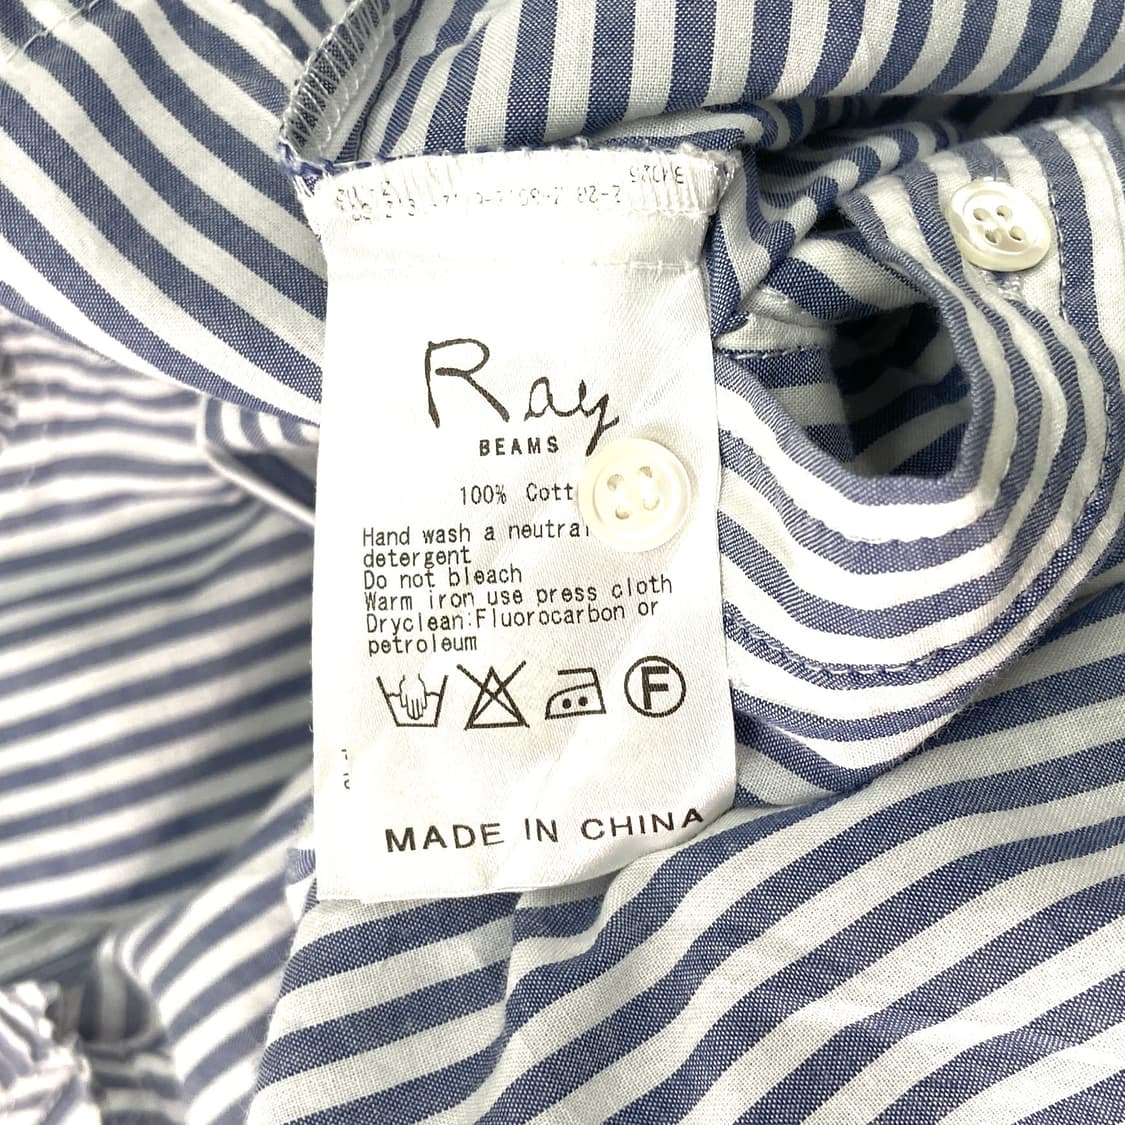 Ray
BEAMS
100% Cott
Hand wash a neutral
detergent
Do not bleach
Warm iron use press cloth
Dryclean:Fluorocarbon or
petroleum
F
MADE IN CHINA